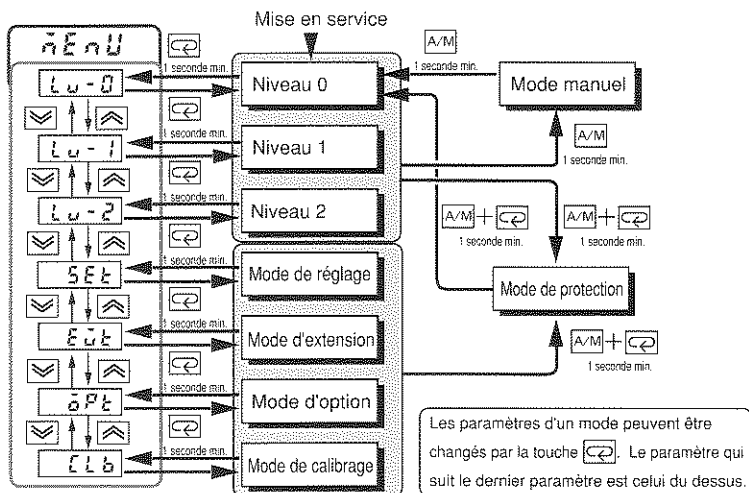 Mise en service
mEnU
A/M
1 seconde min.
Lu-0
1 seconde min.
Niveau 0
Mode manuel
Lu-1
1 seconde min.
Niveau 1
A/M
1 seconde min.
Lu-2
1 seconde min.
Niveau 2
A/M +
1 seconde min.
A/M +
1 seconde min.
SEt
1 seconde min.
Mode de réglage
Mode de protection
Eut
1 seconde min.
Mode d'extension
A/M +
1 seconde min.
oPt
1 seconde min.
Mode d'option
CLb
1 seconde min.
Mode de calibrage
Les paramètres d'un mode peuvent être
changés par la touche . Le paramètre qui
suit le dernier paramètre est celui du dessus.